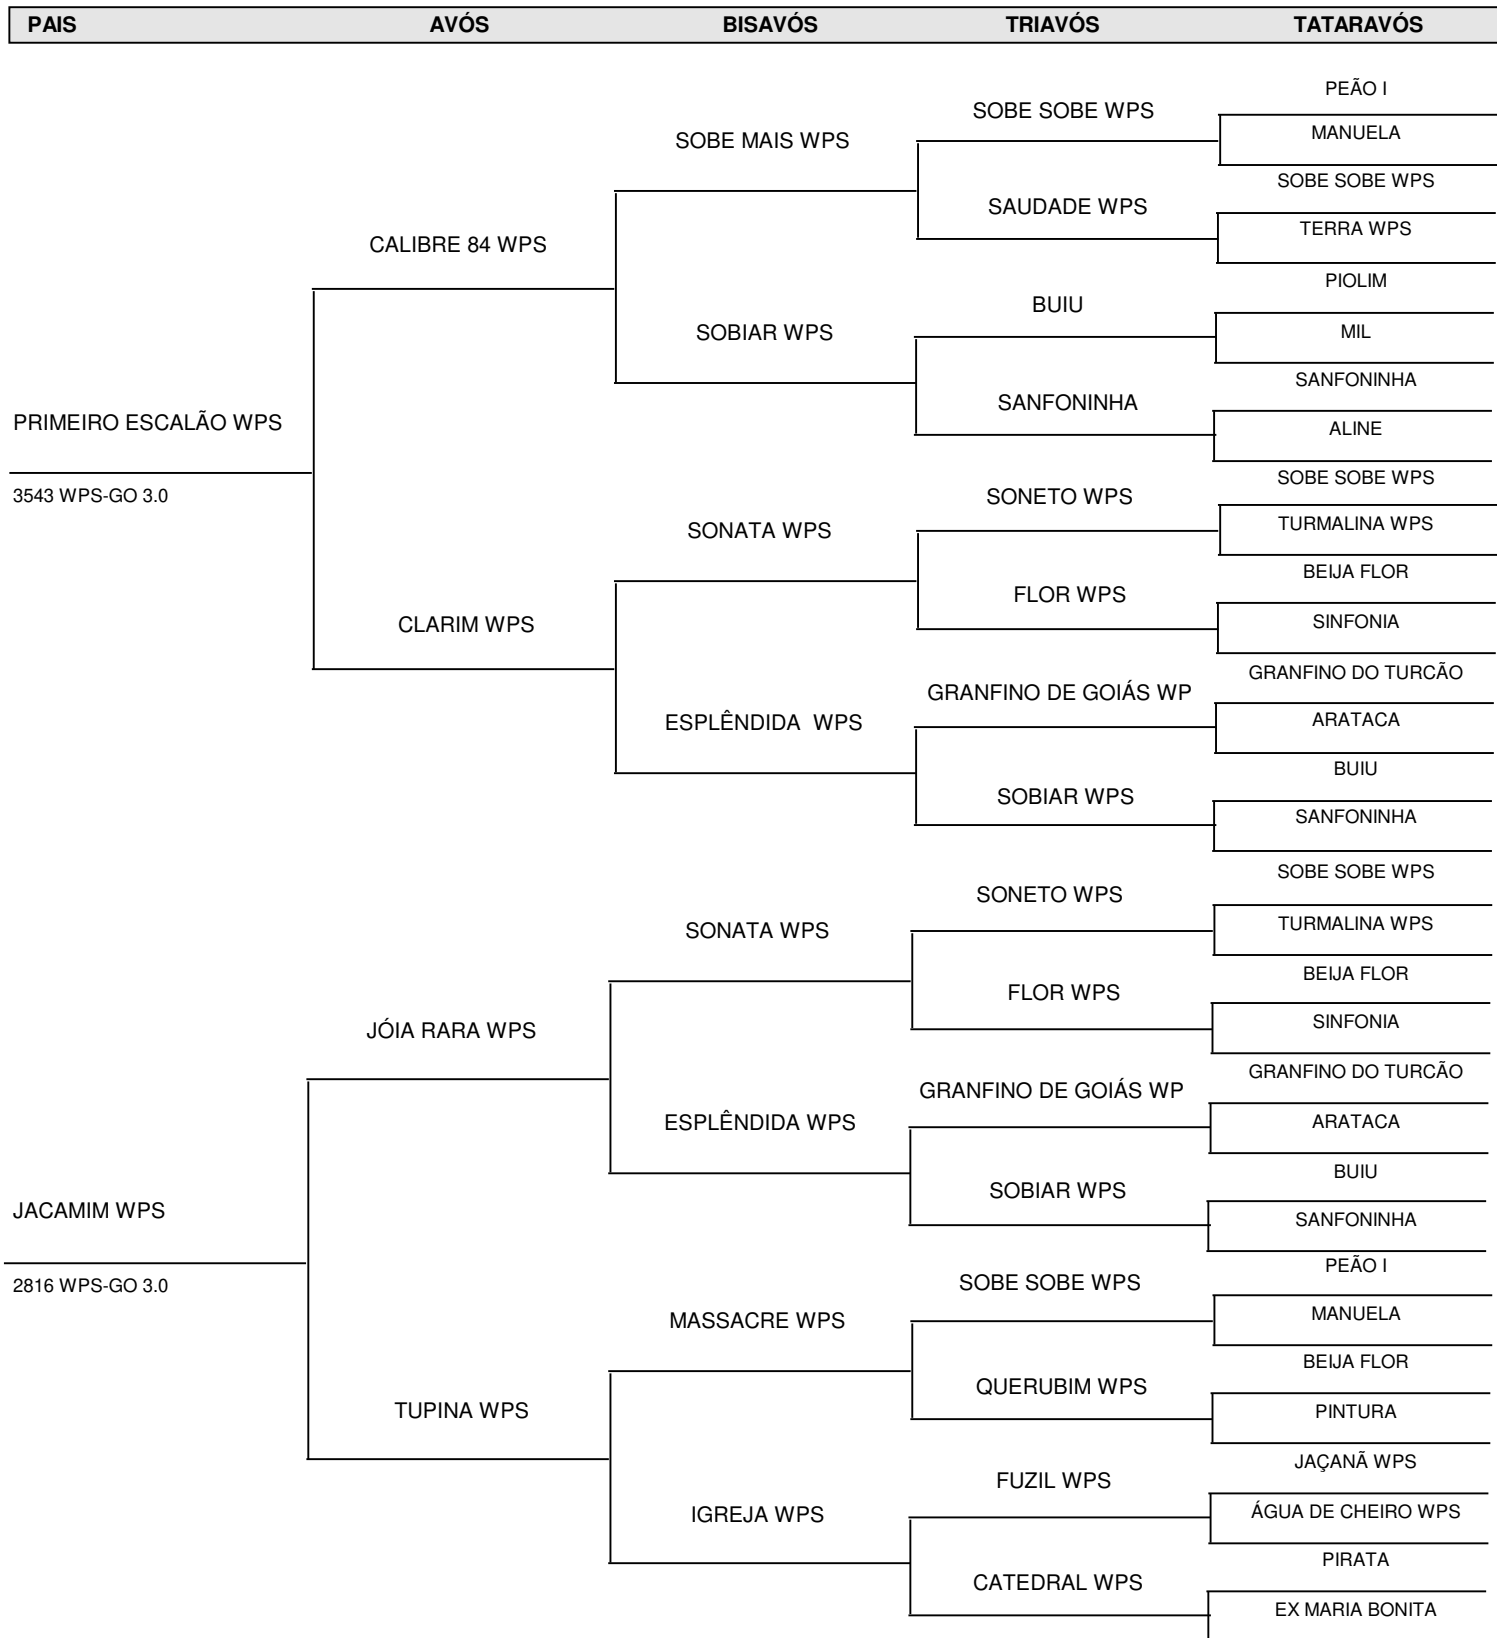 PAIS AVÓS BISAVÓS TRIAVÓS TATARAVÓS
PEÃO I
SOBE SOBE WPS
MANUELA
SOBE MAIS WPS
SOBE SOBE WPS
SAUDADE WPS
TERRA WPS
CALIBRE 84 WPS
PIOLIM
BUIU
MIL
SOBIAR WPS
SANFONINHA
SANFONINHA
ALINE
PRIMEIRO ESCALÃO WPS
3543 WPS-GO 3.0
SOBE SOBE WPS
SONETO WPS
TURMALINA WPS
SONATA WPS
BEIJA FLOR
FLOR WPS
SINFONIA
CLARIM WPS
GRANFINO DO TURCÃO
GRANFINO DE GOIÁS WP
ARATACA
ESPLÊNDIDA  WPS
BUIU
SOBIAR WPS
SANFONINHA
SOBE SOBE WPS
SONETO WPS
TURMALINA WPS
SONATA WPS
BEIJA FLOR
FLOR WPS
SINFONIA
JÓIA RARA WPS
GRANFINO DO TURCÃO
GRANFINO DE GOIÁS WP
ARATACA
ESPLÊNDIDA WPS
BUIU
SOBIAR WPS
SANFONINHA
JACAMIM WPS
2816 WPS-GO 3.0
PEÃO I
SOBE SOBE WPS
MANUELA
MASSACRE WPS
BEIJA FLOR
QUERUBIM WPS
PINTURA
TUPINA WPS
JAÇANÃ WPS
FUZIL WPS
ÁGUA DE CHEIRO WPS
IGREJA WPS
PIRATA
CATEDRAL WPS
EX MARIA BONITA